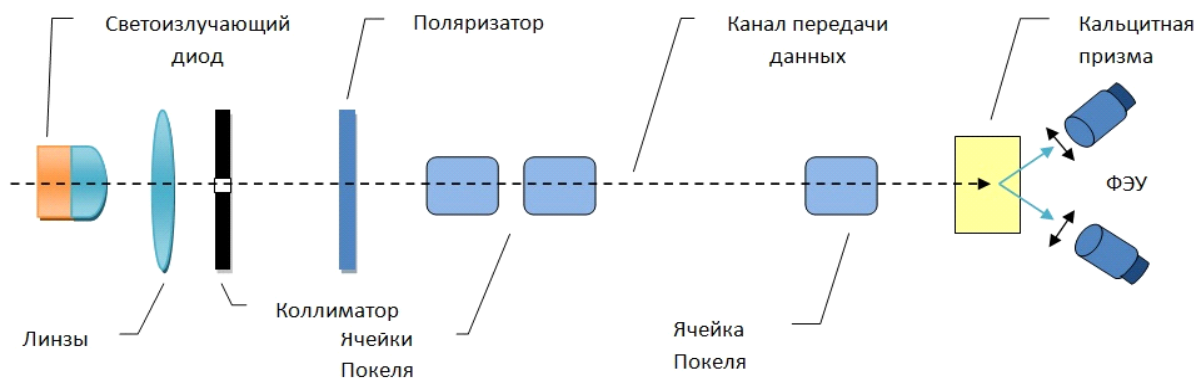 Светоизлучающий
диод
Поляризатор
Канал передачи
данных
Кальцитная
призма
ФЭУ
Линзы
Коллиматор
Ячейки
Покеля
Ячейка
Покеля